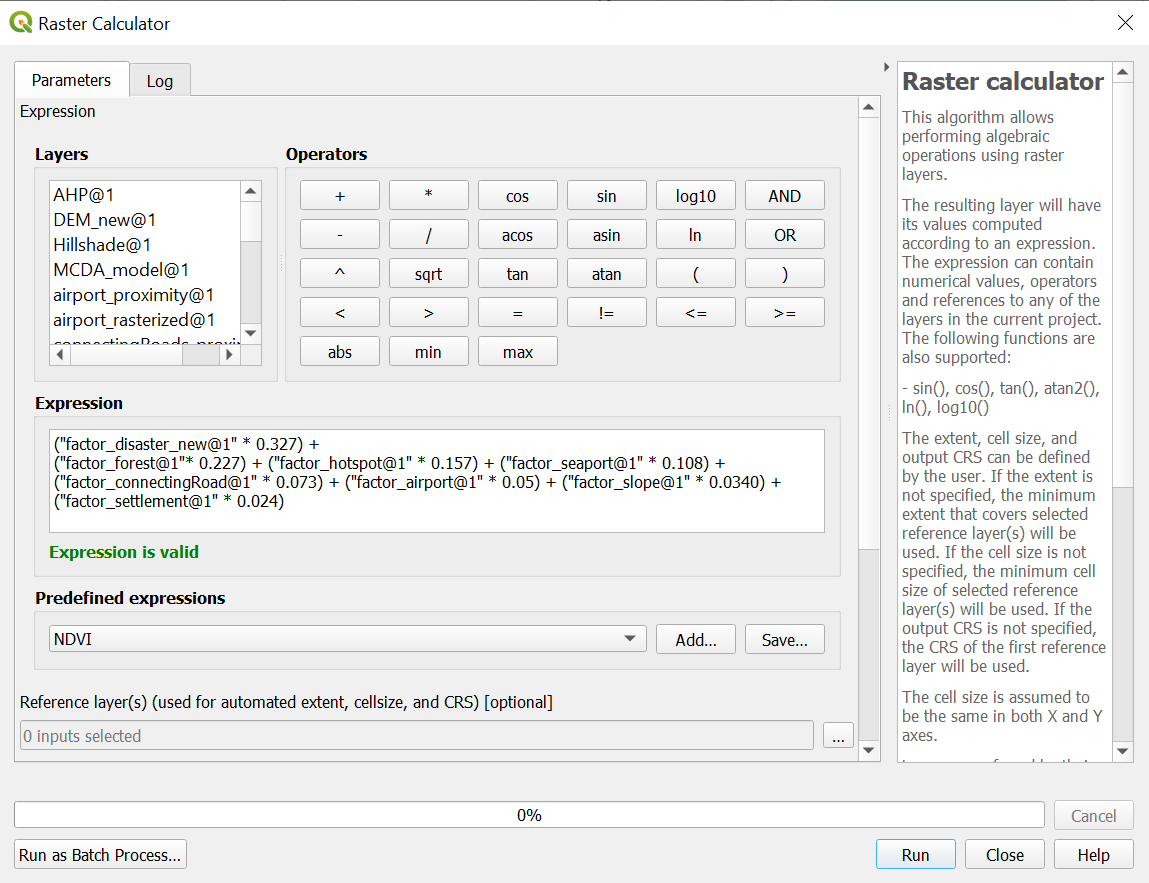 Raster Calculator
Parameters
Log
Expression
Layers
AHP@1
DEM_new@1
Hillshade@1
MCDA_model@1
airport_proximity@1
airport_rasterized@1
Operators
+ * cos sin log10 AND
- / acos asin ln OR
^ sqrt tan atan ( )
< > = != <= >=
abs min max
Expression
("factor_disaster_new@1" * 0.327) +
("factor_forest@1"* 0.227) + ("factor_hotspot@1" * 0.157) + ("factor_seaport@1" * 0.108) +
("factor_connectingRoad@1" * 0.073) + ("factor_airport@1" * 0.05) + ("factor_slope@1" * 0.0340) +
("factor_settlement@1" * 0.024)
Expression is valid
Predefined expressions
NDVI
Add...
Save...
Reference layer(s) (used for automated extent, cellsize, and CRS) [optional]
0 inputs selected
...
Raster calculator
This algorithm allows
performing algebraic
operations using raster
layers.
The resulting layer will have
its values computed
according to an expression.
The expression can contain
numerical values, operators
and references to any of the
layers in the current project.
The following functions are
also supported:
- sin(), cos(), tan(), atan2(),
ln(), log10()
The extent, cell size, and
output CRS can be defined
by the user. If the extent is
not specified, the minimum
extent that covers selected
reference layer(s) will be
used. If the cell size is not
specified, the minimum cell
size of selected reference
layer(s) will be used. If the
output CRS is not specified,
the CRS of the first reference
layer will be used.
The cell size is assumed to
be the same in both X and Y
axes.
0%
Cancel
Run as Batch Process...
Run
Close
Help